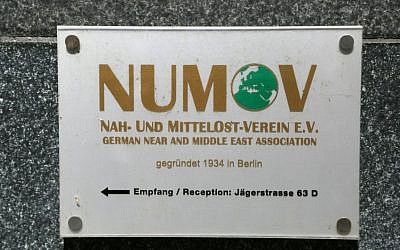 NUMOV
NAH- UND MITTELOST-VEREIN E.V.
GERMAN NEAR AND MIDDLE EAST ASSOCIATION
gegründet 1934 in Berlin
Empfang / Reception: Jägerstrasse 63 D